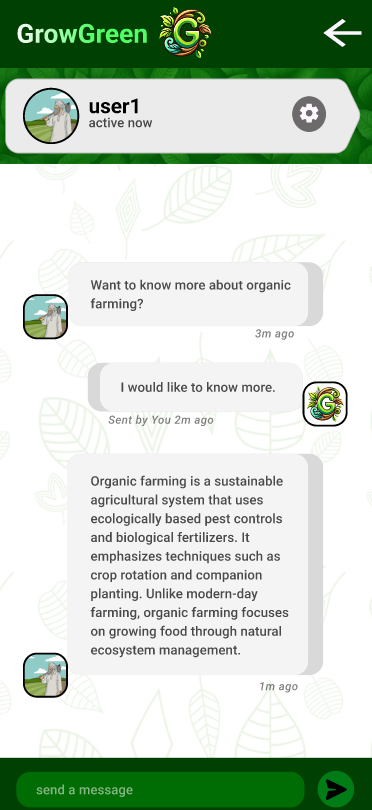 GrowGreen
user1
active now
Want to know more about organic
farming?
3m ago
I would like to know more.
Sent by You 2m ago
Organic farming is a sustainable
agricultural system that uses
ecologically based pest controls
and biological fertilizers. It
emphasizes techniques such as
crop rotation and companion
planting. Unlike modern-day
farming, organic farming focuses
on growing food through natural
ecosystem management.
1m ago
send a message